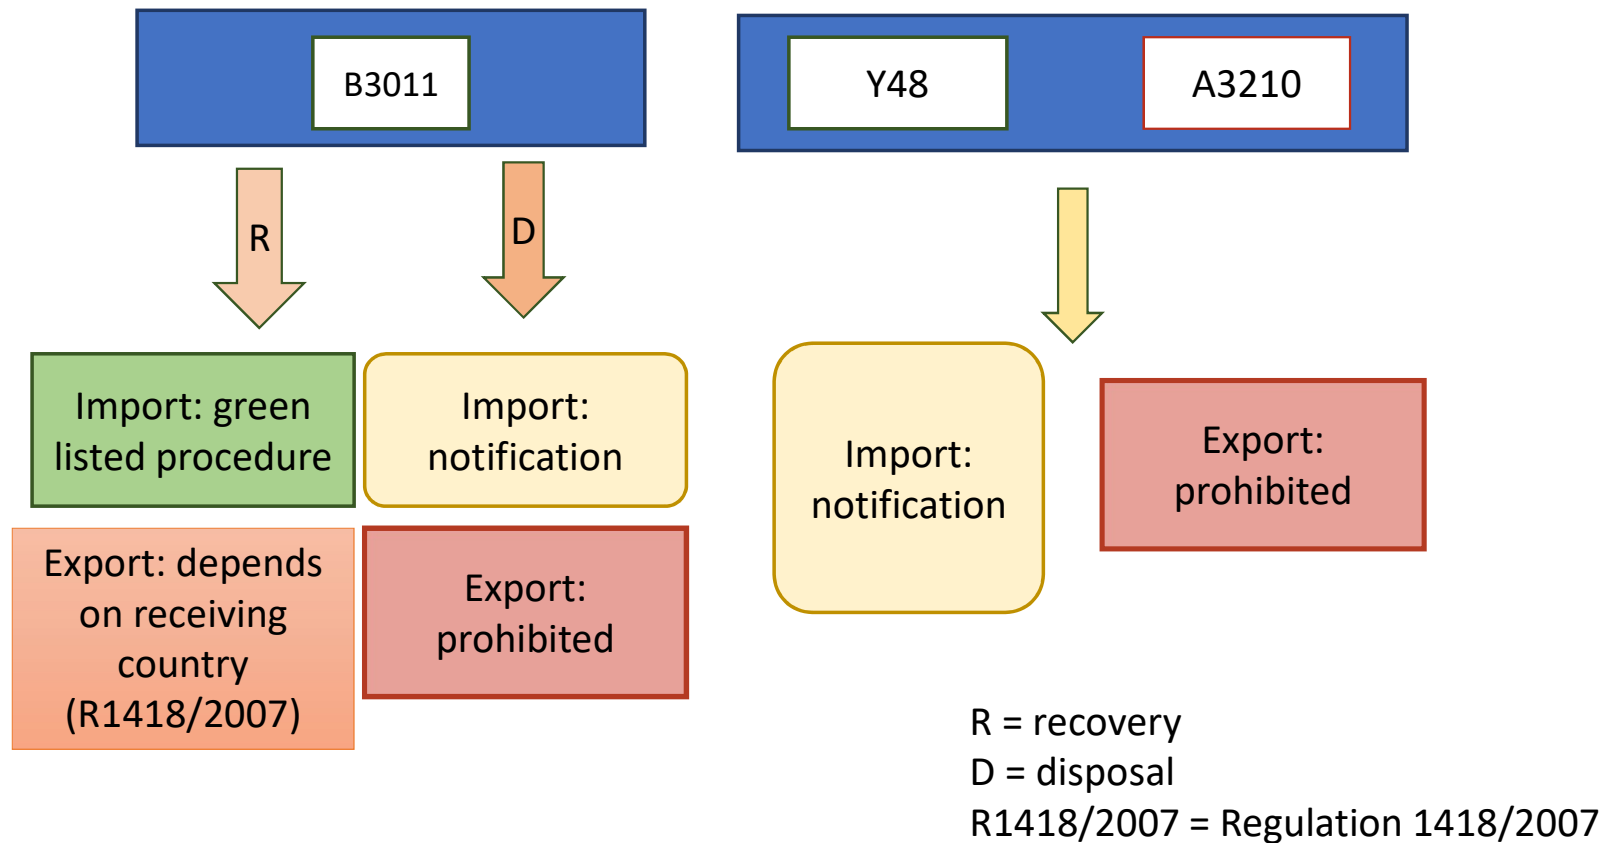 B3011
Y48
A3210
R
D
Import: green
listed procedure
Import:
notification
Export: depends
on receiving
country
(R1418/2007)
Export:
prohibited
Import:
notification
Export:
prohibited
R = recovery
D = disposal
R1418/2007 = Regulation 1418/2007